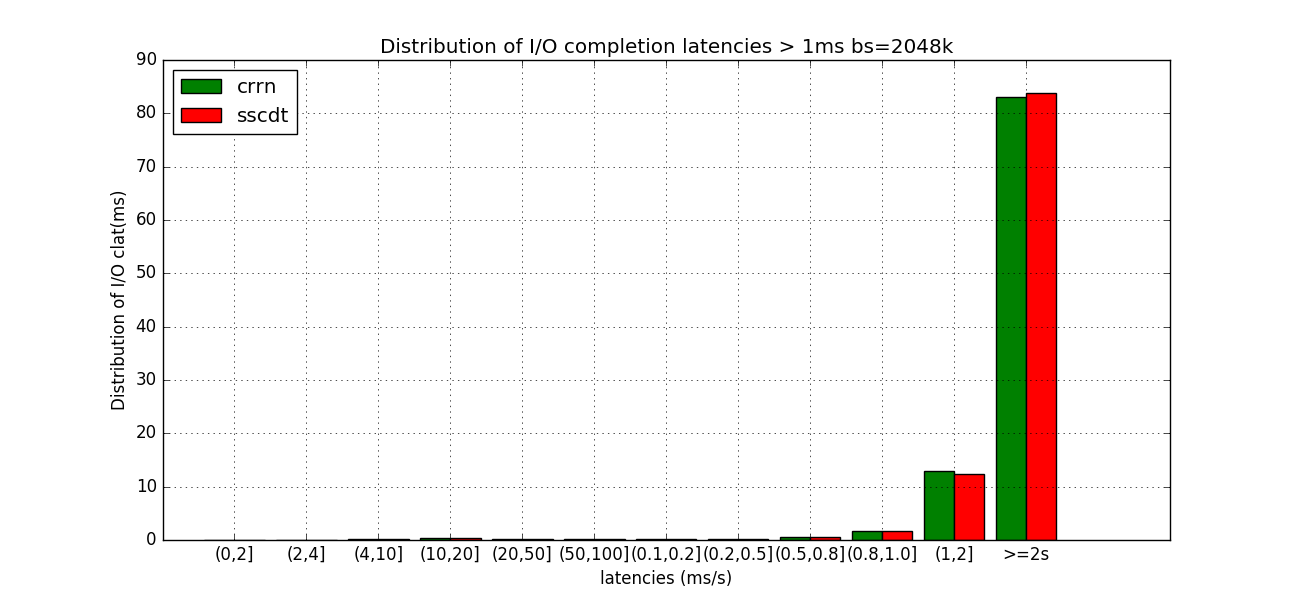 Distribution of I/O completion latencies > 1ms bs=2048k
90
80
70
60
50
40
30
20
10
0
Distribution of I/O clat(ms)
crrn
sscdt
(0,2] (2,4] (4,10] (10,20] (20,50] (50,100] (0.1,0.2] (0.2,0.5] (0.5,0.8] (0.8,1.0] (1,2] >=2s
latencies (ms/s)